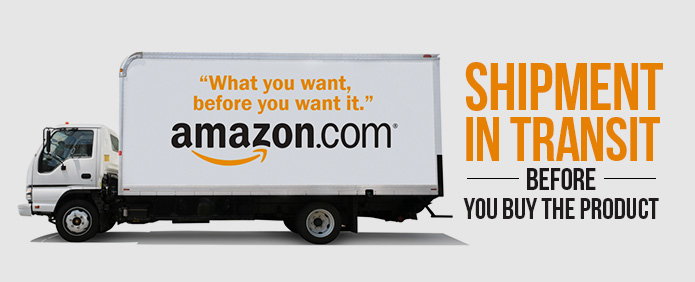 “What you want,
before you want it.”
amazon.com®
SHIPMENT
IN TRANSIT
BEFORE
YOU BUY THE PRODUCT